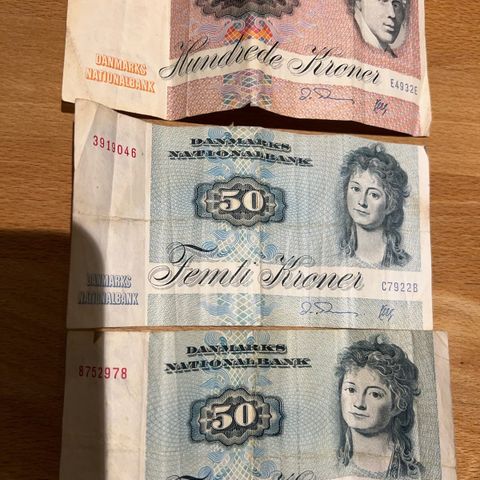 DANMARKS
NATIONALBANK
Hundrede Kroner
E4932E
3919046
DANMARKS
NATIONALBANK
50
DANMARKS
NATIONALBANK
Femti Kroner
C7922B
8752978
DANMARKS
NATIONALBANK
50